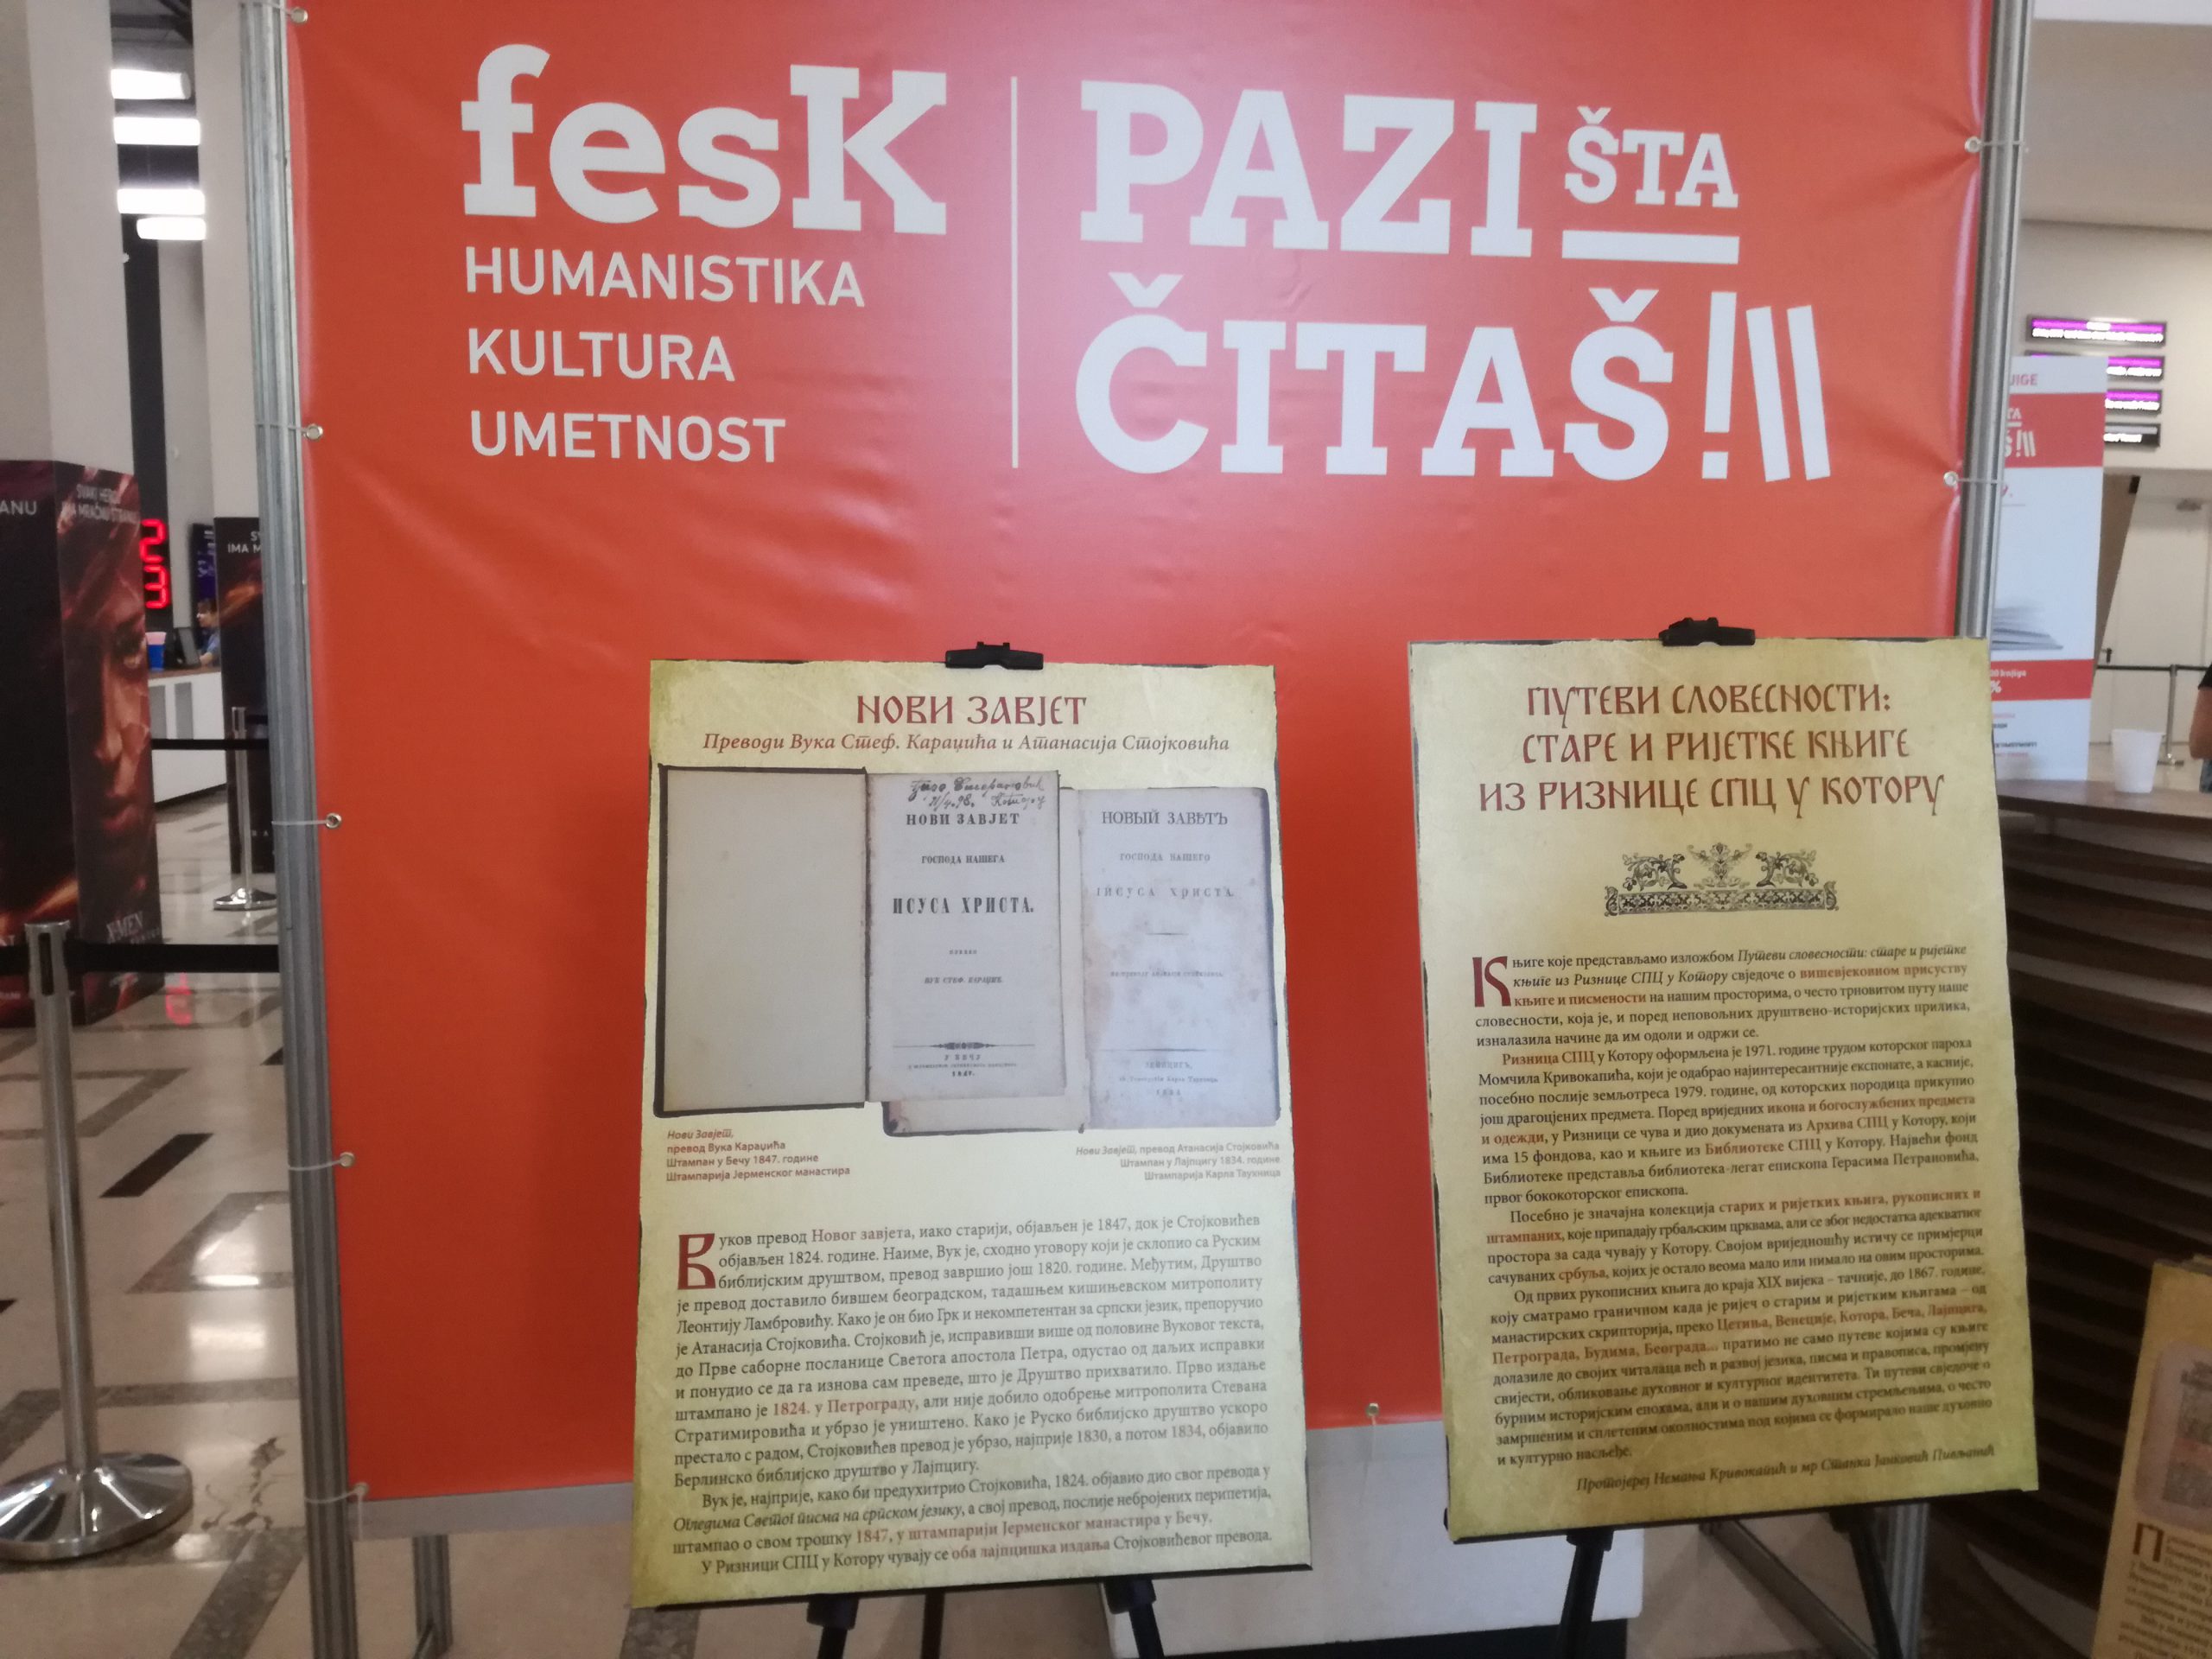 fesK
HUMANISTIKA
KULTURA
UMETNOST
PAZI ŠTA
ČITAŠ!
ANU
SVAKI HEROJ
IMA MRAČNU STRANU
IMA M
X-MEN
НОВИ ЗАВЈЕТ
Преводи Вука Стеф. Караџића и Атанасија Стојковића
НОВИ ЗАВЈЕТ
ГОСПОДА НАШЕГА
ИСУСА ХРИСТА.
ВУК СТЕФ. КАРАЏИЋ.
У БЕЧУ
1847.
НОВЫЙ ЗАВѢТЪ
ГОСПОДА НАШЕГО
ІИСУСА ХРИСТА.
Нови Завјет,
превод Вука Караџића
Штампан у Бечу 1847. године
Штампарија Јерменског манастира
Нови Завјет, превод Атанасија Стојковића
Штампан у Лајпцигу 1834. године
Штампарија Карла Таухница
Вуков превод Новог завјета, иако старији, објављен је 1847, док је Стојковићев
објављен 1824. године. Наиме, Вук је, сходно уговору који је склопио са Руским
библијским друштвом, превод завршио још 1820. године. Међутим, Друштво
је превод доставило бившем београдском, тадашњем кишињевском митрополиту
Леонтију Ламбровићу. Како је он био Грк и некомпетентан за српски језик, препоручио
је Атанасија Стојковића. Стојковић је, исправивши више од половине Вуковог текста,
до Прве саборне посланице Светога апостола Петра, одустао од даљих исправки
и понудио се да га изнова сам преведе, што је Друштво прихватило. Прво издање
штампано је 1824. у Петрограду, али није добило одобрење митрополита Стевана
Стратимировића и убрзо је уништено. Како је Руско библијско друштво ускоро
престало с радом, Стојковићев превод је убрзо, најприје 1830, а потом 1834, објавило
Берлинско библијско друштво у Лајпцигу.
Вук је, најприје, како би предухитрио Стојковића, 1824. објавио дио свог превода у
Огледима Светог писма на српском језику, а свој превод, послије небројених перипетија,
штампао о свом трошку 1847, у штампарији Јерменског манастира у Бечу.
У Ризници СПЦ у Котору чувају се оба лајпцишка издања Стојковићевог превода.
ПУТЕВИ СЛОВЕСНОСТИ:
СТАРЕ И РИЈЕТКЕ КЊИГЕ
ИЗ РИЗНИЦЕ СПЦ У КОТОРУ
Књиге које представљамо изложбом Путеви словесности: старе и ријетке
књиге из Ризнице СПЦ у Котору свједоче о вишевјековном присуству
књиге и писмености на нашим просторима, о често трновитом путу наше
словесности, која је, и поред неповољних друштвено-историјских прилика,
изналазила начине да им одоли и одржи се.
Ризница СПЦ у Котору оформљена је 1971. године трудом которског пароха
Момчила Кривокапића, који је одабрао најинтересантније експонате, а касније,
посебно послије земљотреса 1979. године, од которских породица прикупио
још драгоцјених предмета. Поред вриједних икона и богослужбених предмета
и одежди, у Ризници се чува и дио докумената из Архива СПЦ у Котору, који
има 15 фондова, као и књиге из Библиотеке СПЦ у Котору. Највећи фонд
Библиотеке представља библиотека-легат епископа Герасима Петрановића,
првог бококоторског епископа.
Посебно је значајна колекција старих и ријетких књига, рукописних и
штампаних, које припадају грбаљским црквама, али се због недостатка адекватног
простора за сада чувају у Котору. Својом вриједношћу истичу се примјерци
сачуваних србуља, којих је остало веома мало или нимало на овим просторима.
Од првих рукописних књига до краја XIX вијека – тачније, до 1867. године,
коју сматрамо граничном када је ријеч о старим и ријетким књигама – од
манастирских скрипторија, преко Цетиња, Венеције, Котора, Беча, Лајпцига,
Петрограда, Будима, Београда... пратимо не само путеве којима су књиге
долазиле до својих читалаца већ и развој језика, писма и правописа, промјену
свијести, обликовање духовног и културног идентитета. Ти путеви свједоче о
бурним историјским епохама, али и о нашим духовним стремљењима, о често
замршеним и сплетеним околностима под којима се формирало наше духовно
и културно насљеђе.
Протојереј Немања Кривокапић и мр Станка Јанковић Пивљанић